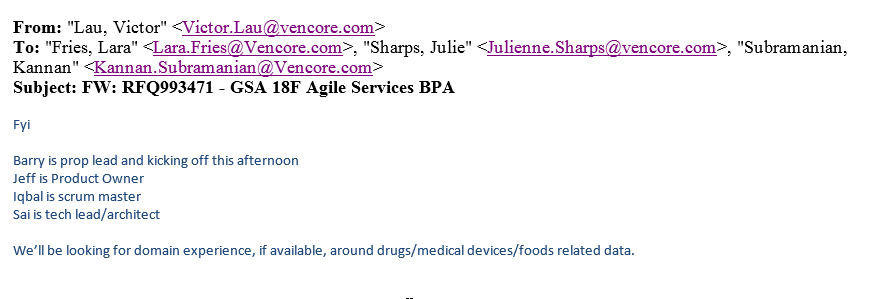 From: "Lau, Victor" <Victor.Lau@vencore.com>
To: "Fries, Lara" <Lara.Fries@Vencore.com>, "Sharps, Julie" <Julienne.Sharps@vencore.com>, "Subramanian,
Kannan" <Kannan.Subramanian@Vencore.com>
Subject: FW: RFQ993471 - GSA 18F Agile Services BPA
Fyi
Barry is prop lead and kicking off this afternoon
Jeff is Product Owner
Iqbal is scrum master
Sai is tech lead/architect
We’ll be looking for domain experience, if available, around drugs/medical devices/foods related data.
--